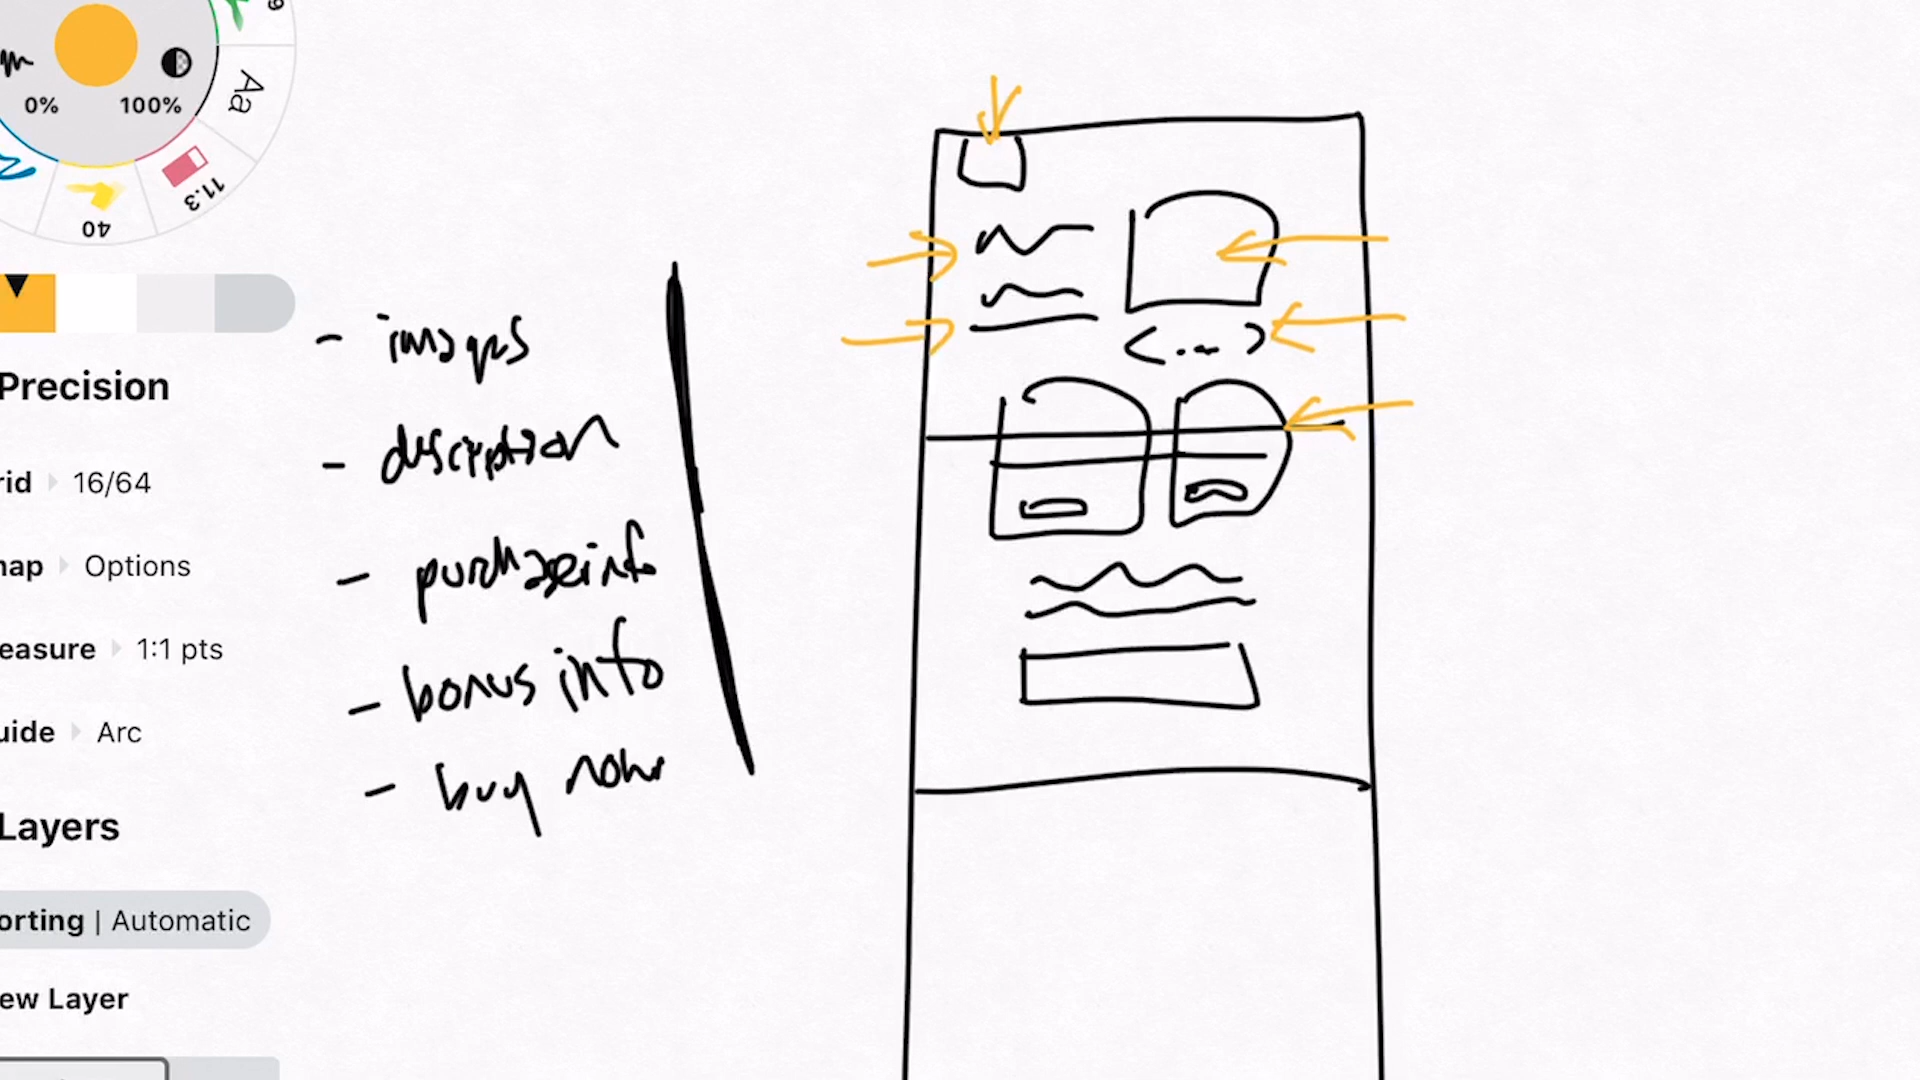 0%
100%
Aa
11.3
40
Precision
rid 16/64
nap Options
easure 1:1 pts
uide Arc
Layers
orting | Automatic
ew Layer
- images
- desciption
- purchase info
- bonus info
- buy now